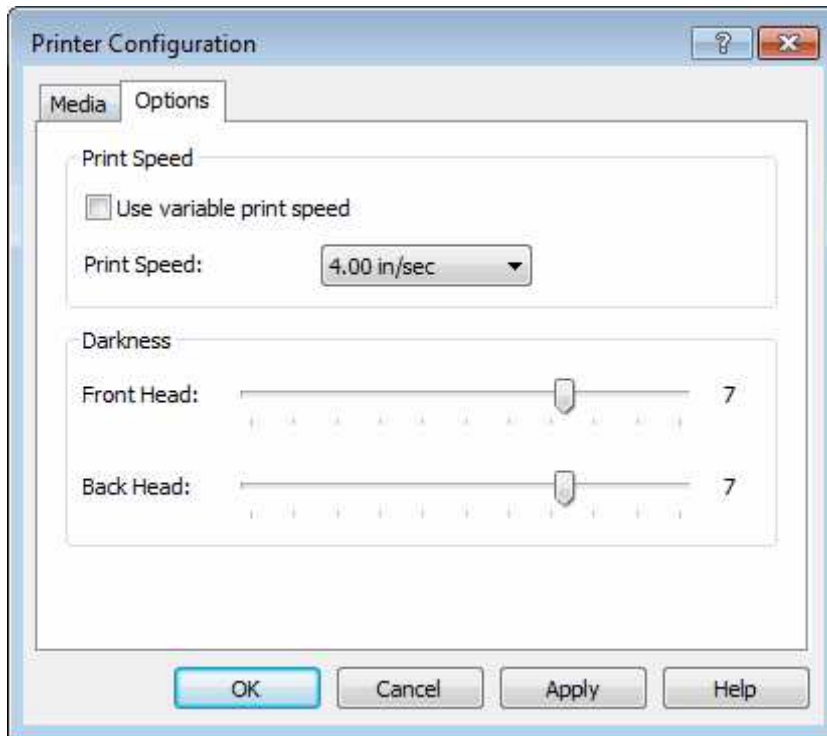 Printer Configuration
Media Options
Print Speed
Use variable print speed
Print Speed: 4.00 in/sec
Darkness
Front Head: 7
Back Head: 7
OK Cancel Apply Help